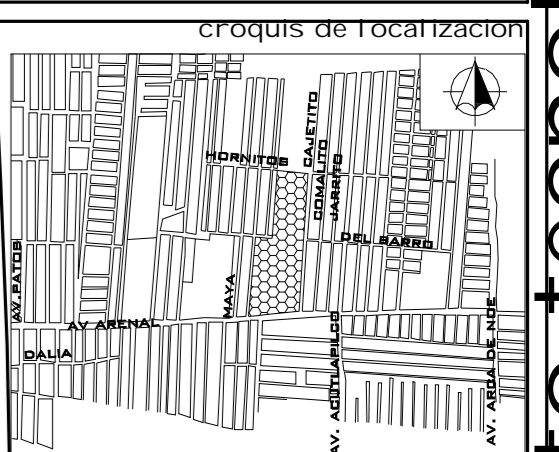 croquis de localizacion
HORNITOS
CAJETITO
COMALITO
JARRITO
DEL BARRO
AV.PATOS
MAYA
AV ARENAL
DALIA
AV. ACUTLAPILCO
AV. ARCA DE NOE